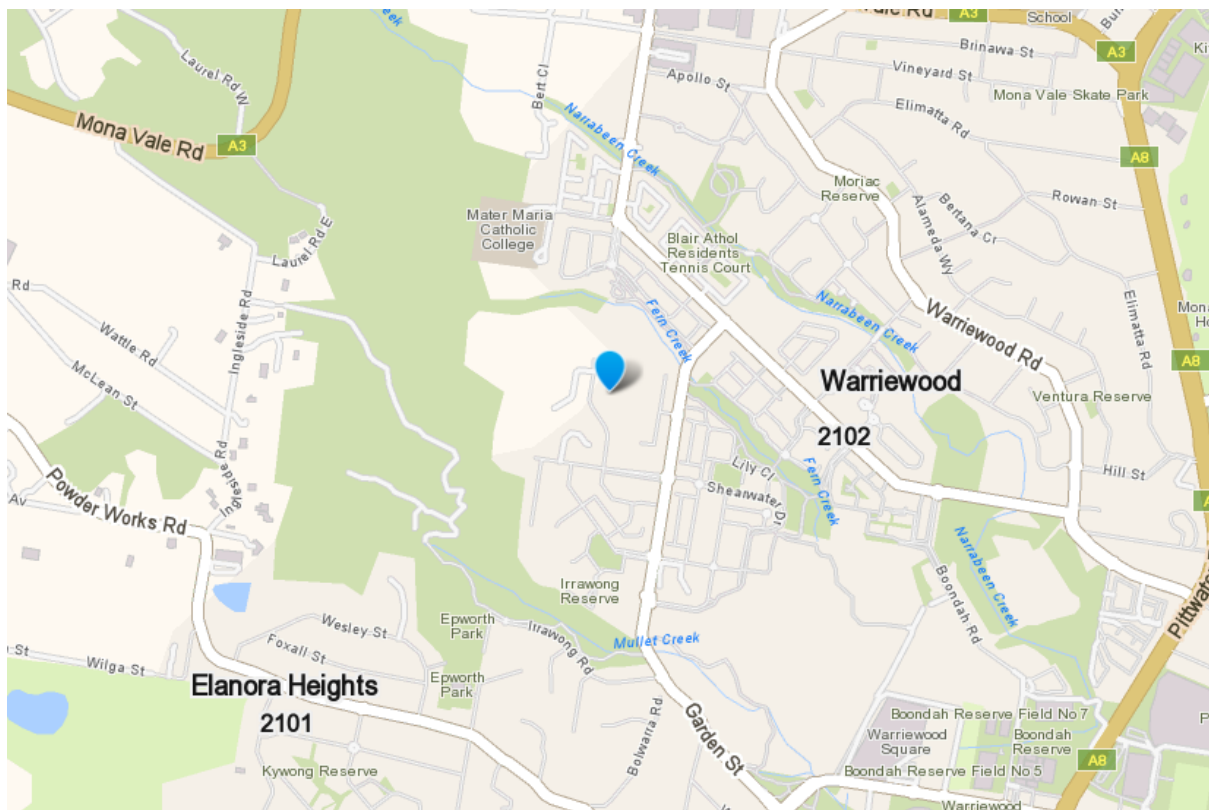 Vale Rd
A3
School
Laurel Rd W
Bert Cl
Apollo St
Brinawa St
A3
Vineyard St
Mona Vale Skate Park
Mona Vale Rd
A3
Narrabeen Creek
Elimatta Rd
A8
Moriac
Reserve
Rowan St
Bertana Cr
Alameda Wy
Mater Maria
Catholic
College
Laurel Rd E
Blair Athol
Residents
Tennis Court
Rd
Ingleside Rd
Wattle Rd
McLean St
Fern Creek
Narrabeen Creek
Warriewood Rd
Elimatta Rd
Mona
A8
Warriewood
2102
Ventura Reserve
Ingleside Rd
Powder Works Rd
Av
Lily Cl
Shearwater Dr
Fern Creek
Hill St
Narrabeen Creek
Irrawong
Reserve
Boondah Rd
Pittwater
Wesley St
Epworth
Park
Irrawong Rd
Mullet Creek
Foxall St
Wilga St
Epworth
Park
Elanora Heights
2101
Bolwarra Rd
Garden St
Boondah Reserve Field No 7
Warriewood
Square
Boondah
Reserve
A8
Kywong Reserve
Boondah Reserve Field No 5
Warriewood